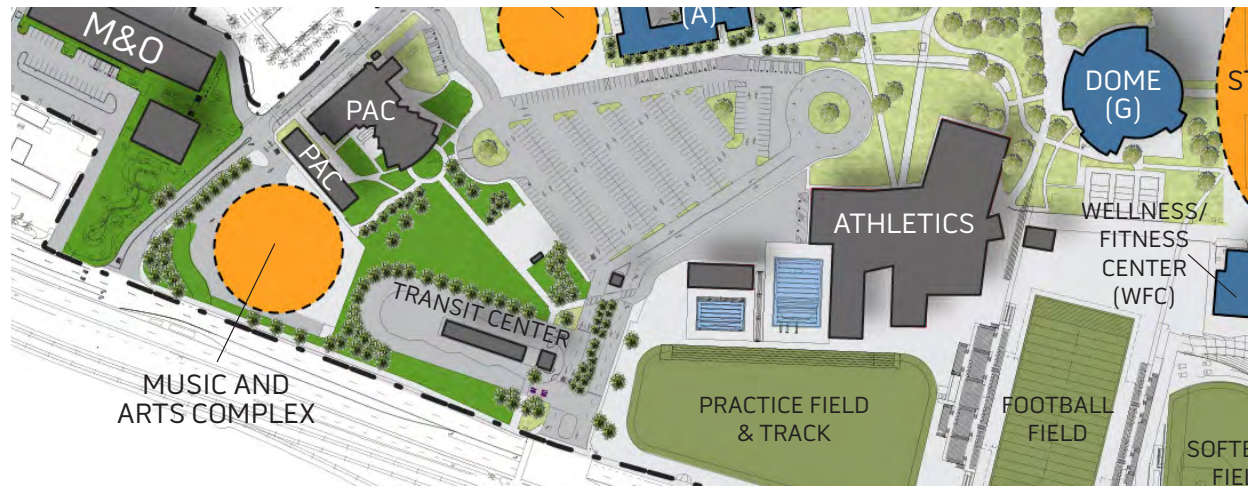 M&O
(A)
PAC
PAC
DOME
(G)
ATHLETICS
WELLNESS/
FITNESS
CENTER
(WFC)
TRANSIT CENTER
MUSIC AND
ARTS COMPLEX
PRACTICE FIELD
& TRACK
FOOTBALL
FIELD